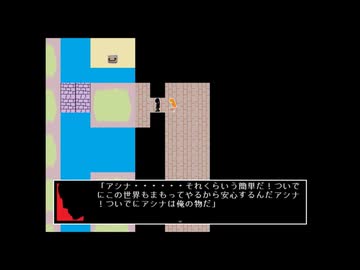 「アシナ・・・・・・それくらいう簡単だ！ついで
にこの世界もまもってやるから安心するんだアシナ
！ついでにアシナは俺の物だ」